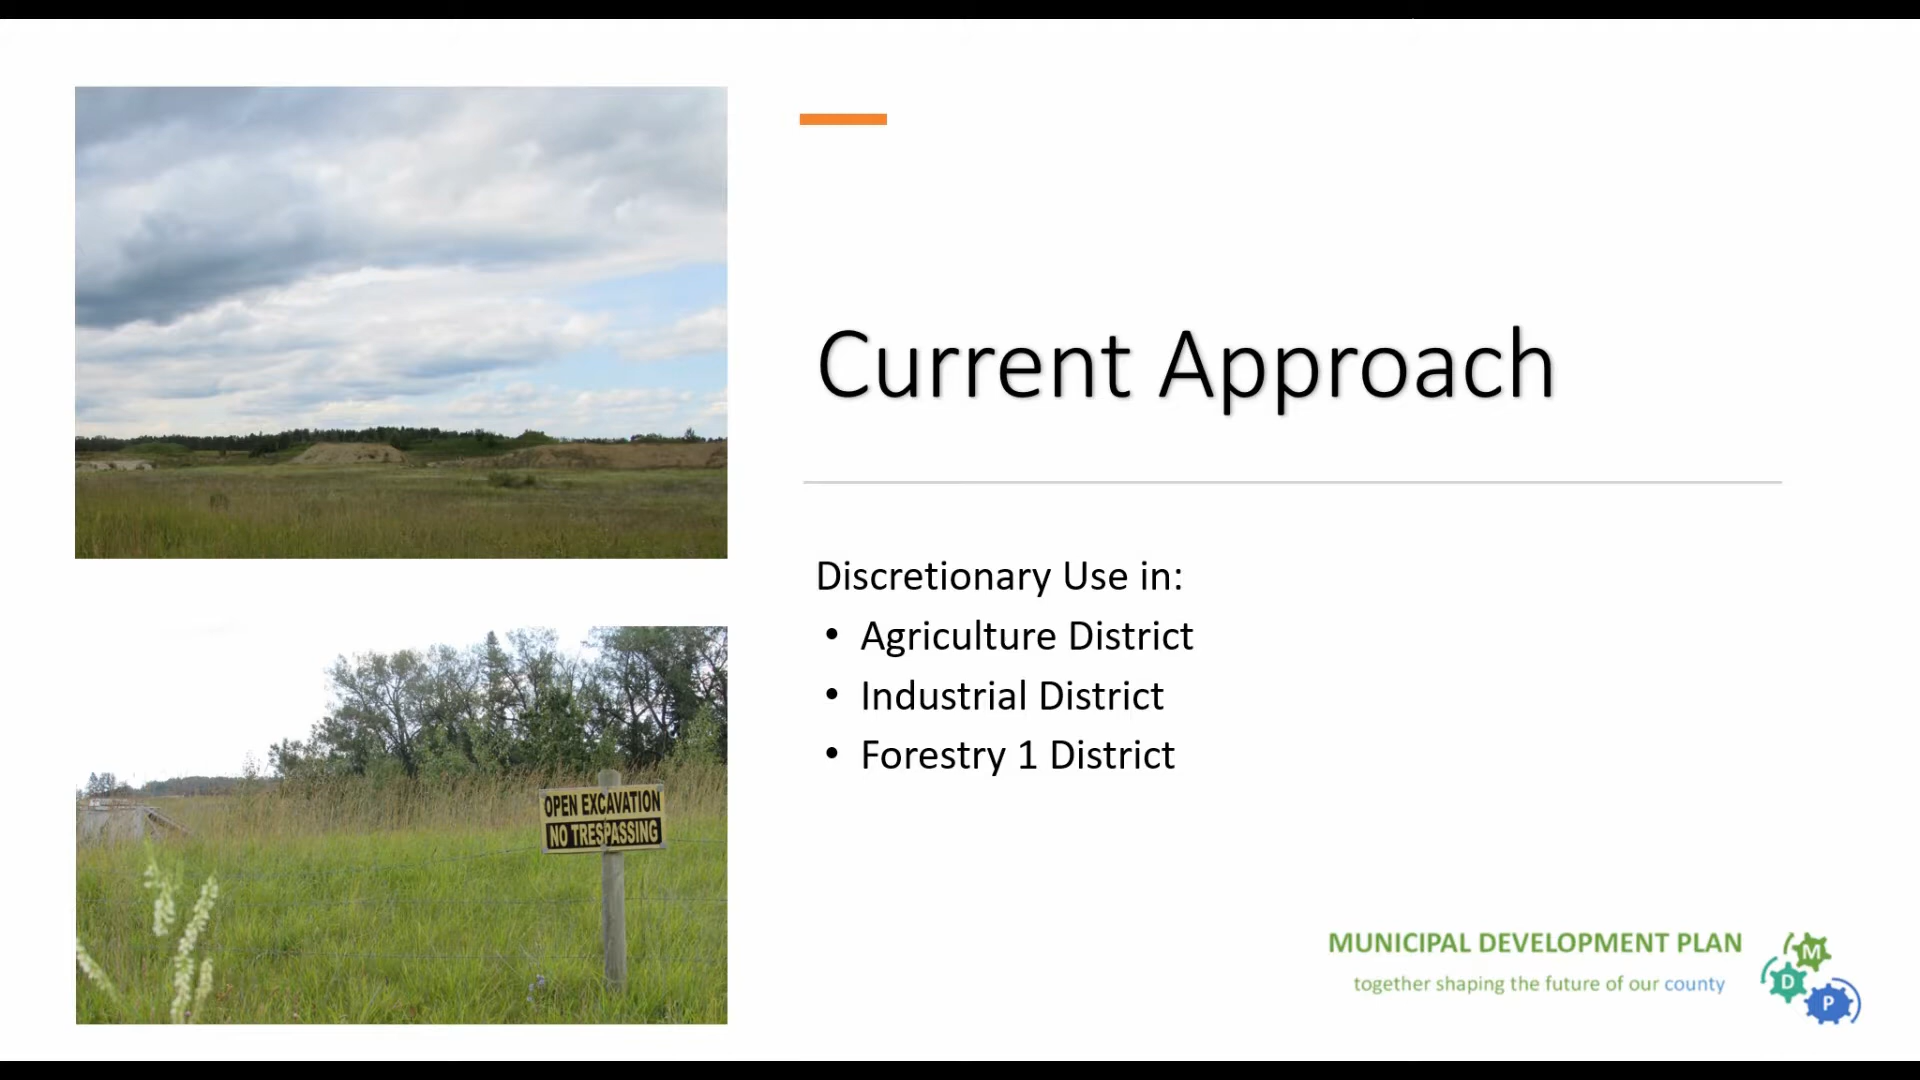 Current Approach
Discretionary Use in:
• Agriculture District
• Industrial District
• Forestry 1 District
OPEN EXCAVATION
NO TRESPASSING
MUNICIPAL DEVELOPMENT PLAN
together shaping the future of our county
M
D
P